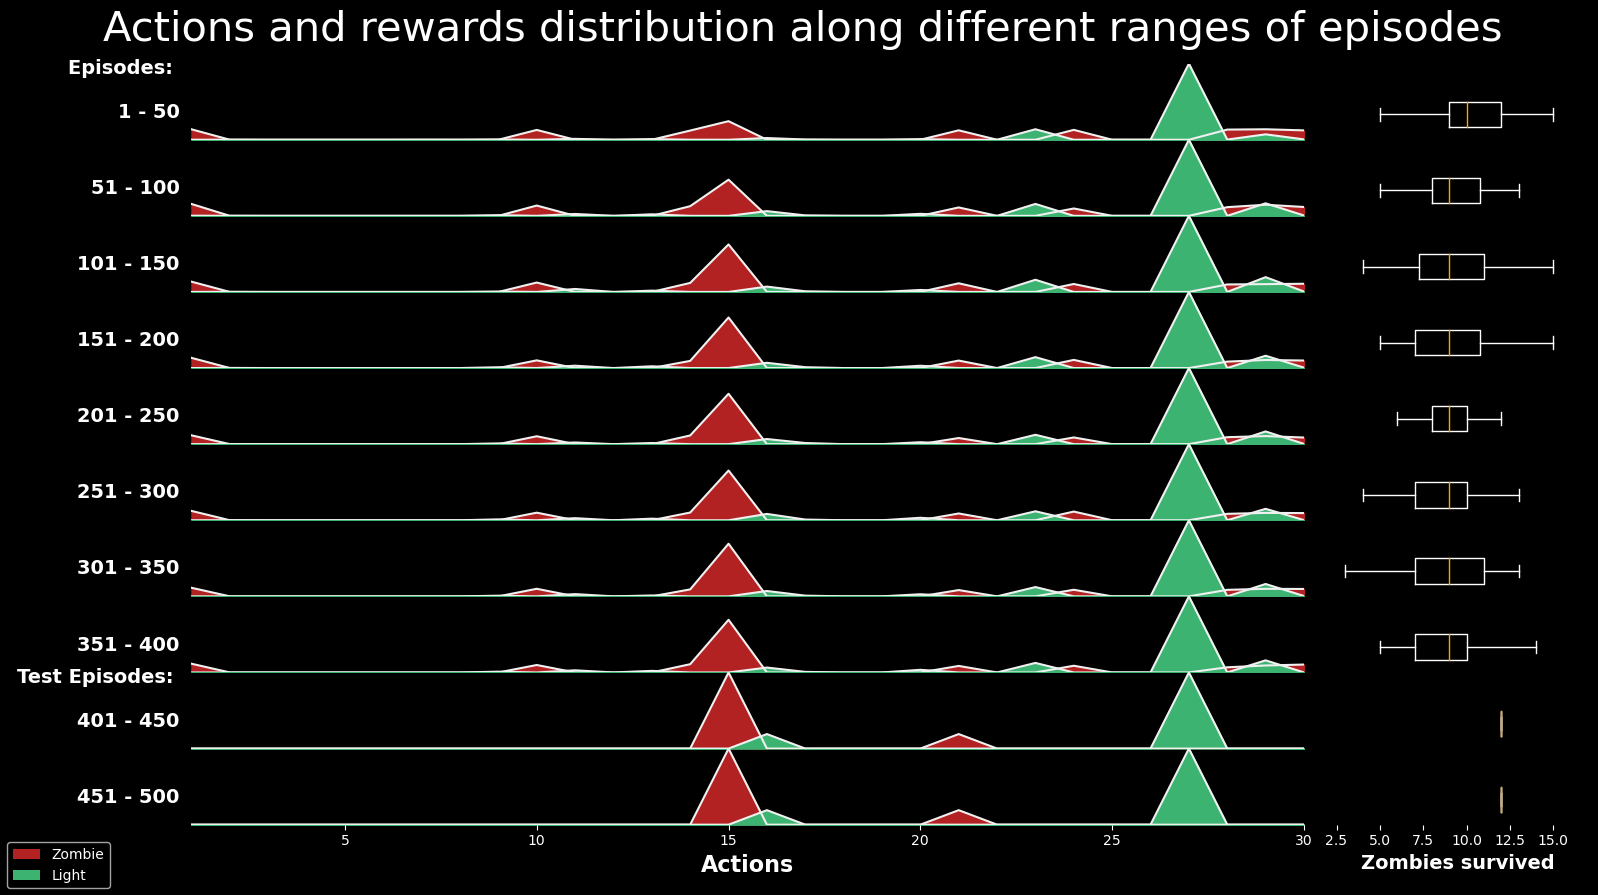 Actions and rewards distribution along different ranges of episodes
Episodes:
1 - 50
51 - 100
101 - 150
151 - 200
201 - 250
251 - 300
301 - 350
351 - 400
Test Episodes:
401 - 450
451 - 500
5 10 15 20 25 30 2.5 5.0 7.5 10.0 12.5 15.0
Actions Zombies survived
Zombie
Light